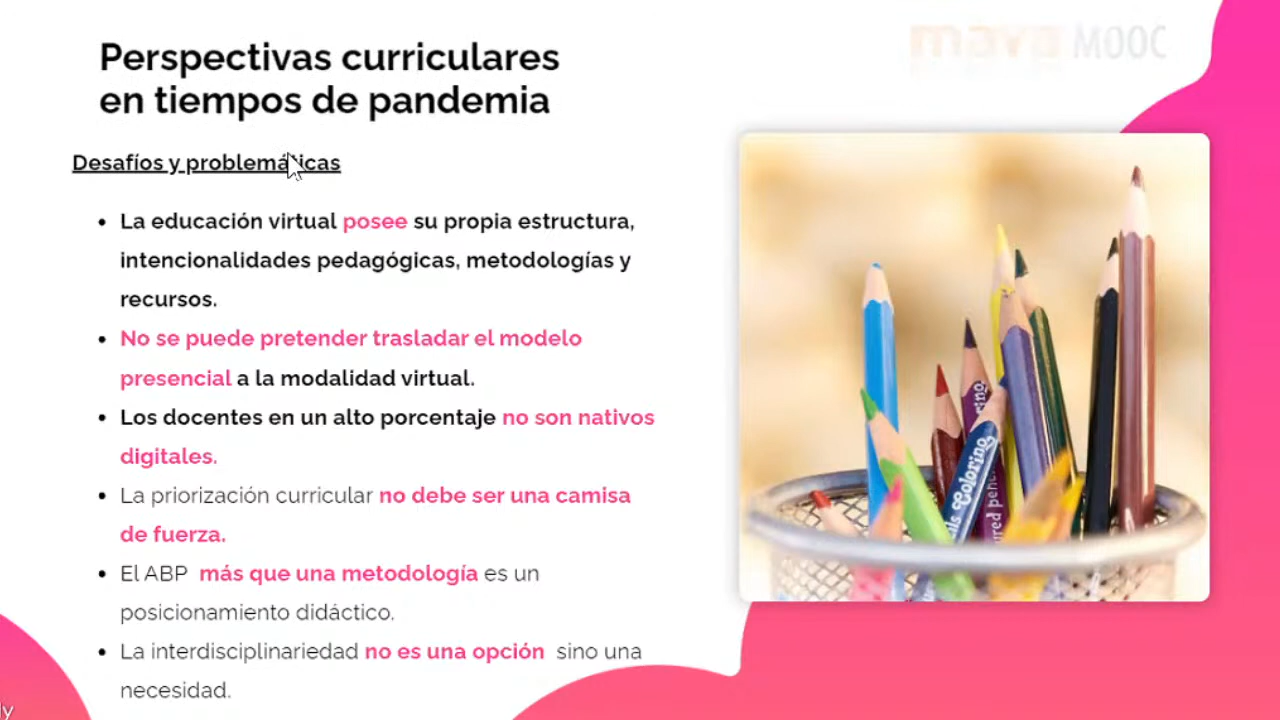 maya MOOC
Perspectivas curriculares
en tiempos de pandemia
Desafíos y problemáticas
• La educación virtual posee su propia estructura,
intencionalidades pedagógicas, metodologías y
recursos.
• No se puede pretender trasladar el modelo
presencial a la modalidad virtual.
• Los docentes en un alto porcentaje no son nativos
digitales.
• La priorización curricular no debe ser una camisa
de fuerza.
• El ABP más que una metodología es un
posicionamiento didáctico.
• La interdisciplinariedad no es una opción sino una
necesidad.
Coloring